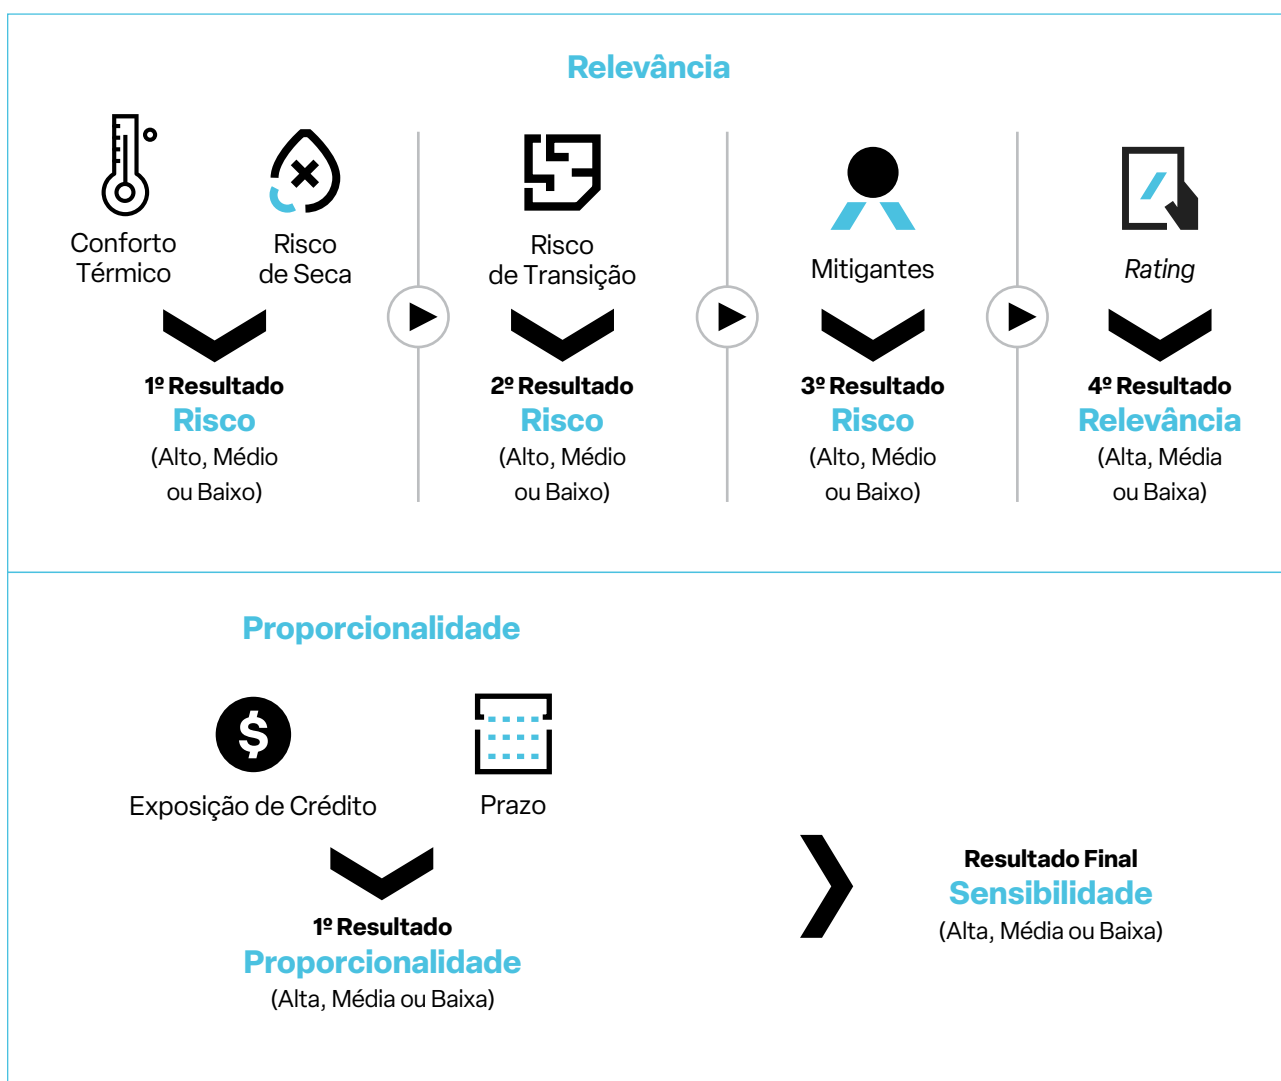 Relevância
Conforto
Térmico
Risco
de Seca
1º Resultado
Risco
(Alto, Médio
ou Baixo)
Risco
de Transição
2º Resultado
Risco
(Alto, Médio
ou Baixo)
Mitigantes
3º Resultado
Risco
(Alto, Médio
ou Baixo)
Rating
4º Resultado
Relevância
(Alta, Média
ou Baixa)
Proporcionalidade
$
Exposição de Crédito
Prazo
1º Resultado
Proporcionalidade
(Alta, Média ou Baixa)
Resultado Final
Sensibilidade
(Alta, Média ou Baixa)